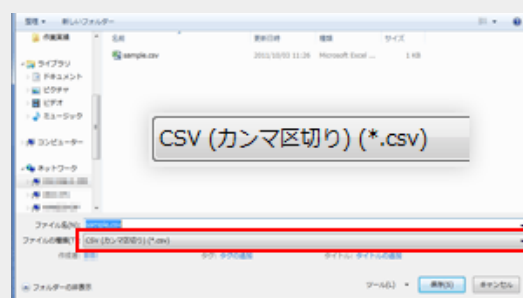 整理▼ 新しいフォルダー
作業実績
名前 更新日時 種類 サイズ
sample.csv 2011/10/03 11:26 Microsoft Excel ... 1 KB
ライブラリ
ドキュメント
ピクチャ
ビデオ
ミュージック
コンピューター
ネットワーク
CSV (カンマ区切り) (*.csv)
ファイル名(N): sample.csv
ファイルの種類(T): CSV (カンマ区切り) (*.csv)
作成者: タグ: タグの追加 タイトル: タイトルの追加
フォルダーの非表示 ツール(L) ▼ 保存(S) キャンセル